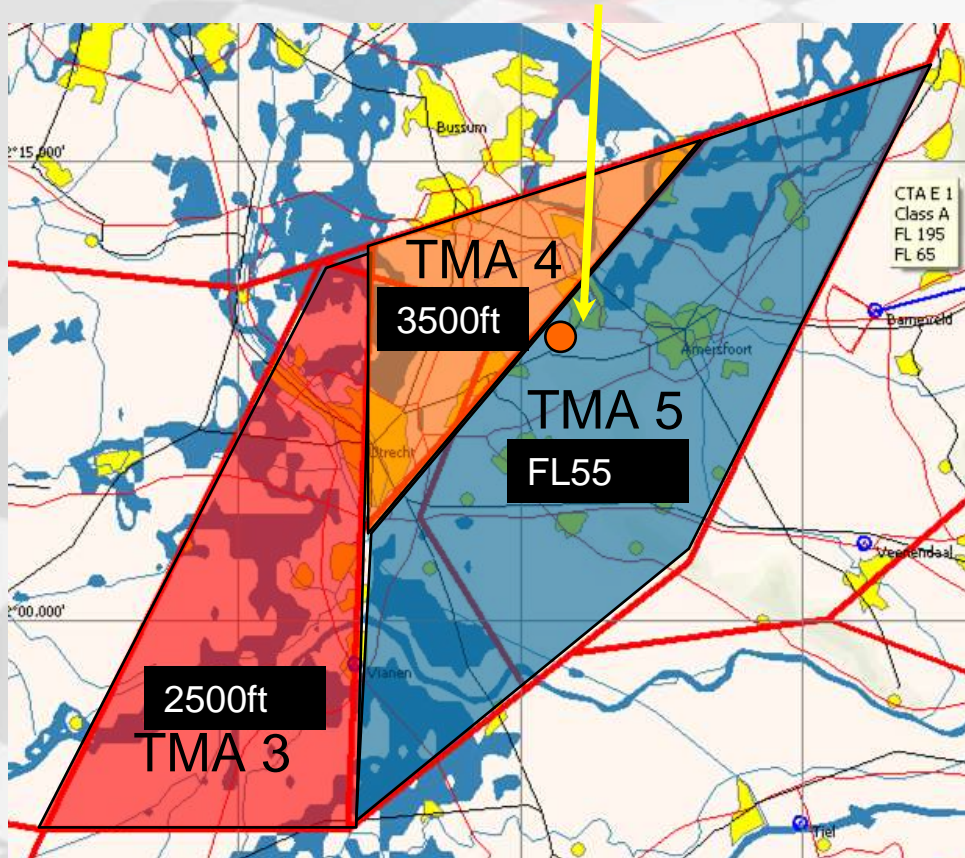 Bussum
2°15.000'
CTA E 1
Class A
FL 195
FL 65
TMA 4
3500ft
Barneveld
Amersfoort
TMA 5
Utrecht
FL55
Veenendaal
2°00.000'
Vianen
2500ft
TMA 3
Tiel